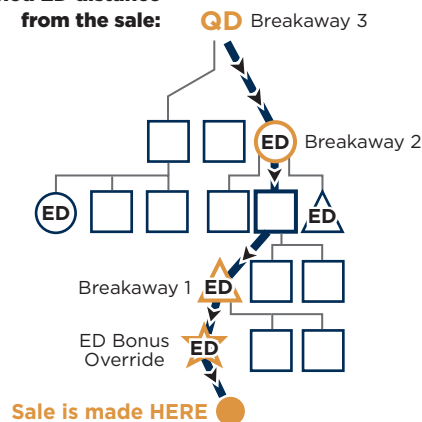 from the sale:
QD Breakaway 3
ED Breakaway 2
ED
ED
Breakaway 1 ED
ED Bonus
Override
ED
Sale is made HERE